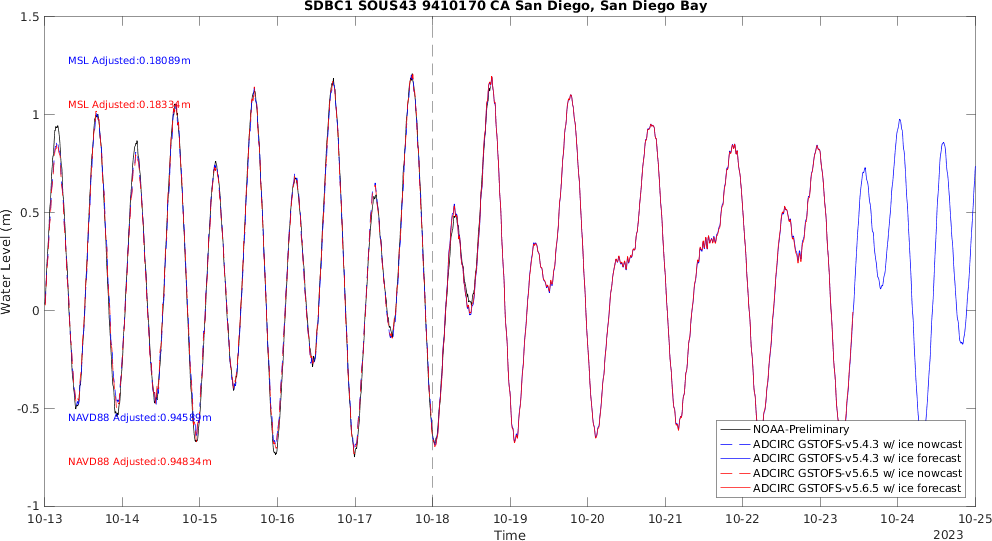 SDBC1 SOUS43 9410170 CA San Diego, San Diego Bay
1.5
MSL Adjusted:0.18089m
MSL Adjusted:0.18334m
1
0.5
Water Level (m)
0
-0.5
NAVD88 Adjusted:0.94589m
NAVD88 Adjusted:0.94834m
NOAA-Preliminary
ADCIRC GSTOFS-v5.4.3 w/ ice nowcast
ADCIRC GSTOFS-v5.4.3 w/ ice forecast
ADCIRC GSTOFS-v5.6.5 w/ ice nowcast
ADCIRC GSTOFS-v5.6.5 w/ ice forecast
-1
10-13 10-14 10-15 10-16 10-17 10-18 10-19 10-20 10-21 10-22 10-23 10-24 10-25
Time
2023